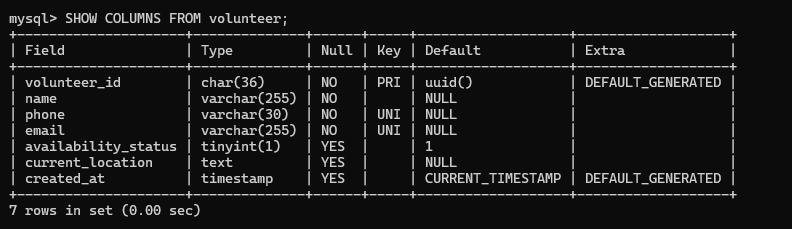 mysql> SHOW COLUMNS FROM volunteer;
+---------------------+--------------+------+-----+-------------------+-------------------+
| Field               | Type         | Null | Key | Default           | Extra             |
+---------------------+--------------+------+-----+-------------------+-------------------+
| volunteer_id        | char(36)     | NO   | PRI | uuid()            | DEFAULT_GENERATED |
| name                | varchar(255) | NO   |     | NULL              |                   |
| phone               | varchar(30)  | NO   | UNI | NULL              |                   |
| email               | varchar(255) | NO   | UNI | NULL              |                   |
| availability_status | tinyint(1)   | YES  |     | 1                 |                   |
| current_location    | text         | YES  |     | NULL              |                   |
| created_at          | timestamp    | YES  |     | CURRENT_TIMESTAMP | DEFAULT_GENERATED |
+---------------------+--------------+------+-----+-------------------+-------------------+
7 rows in set (0.00 sec)